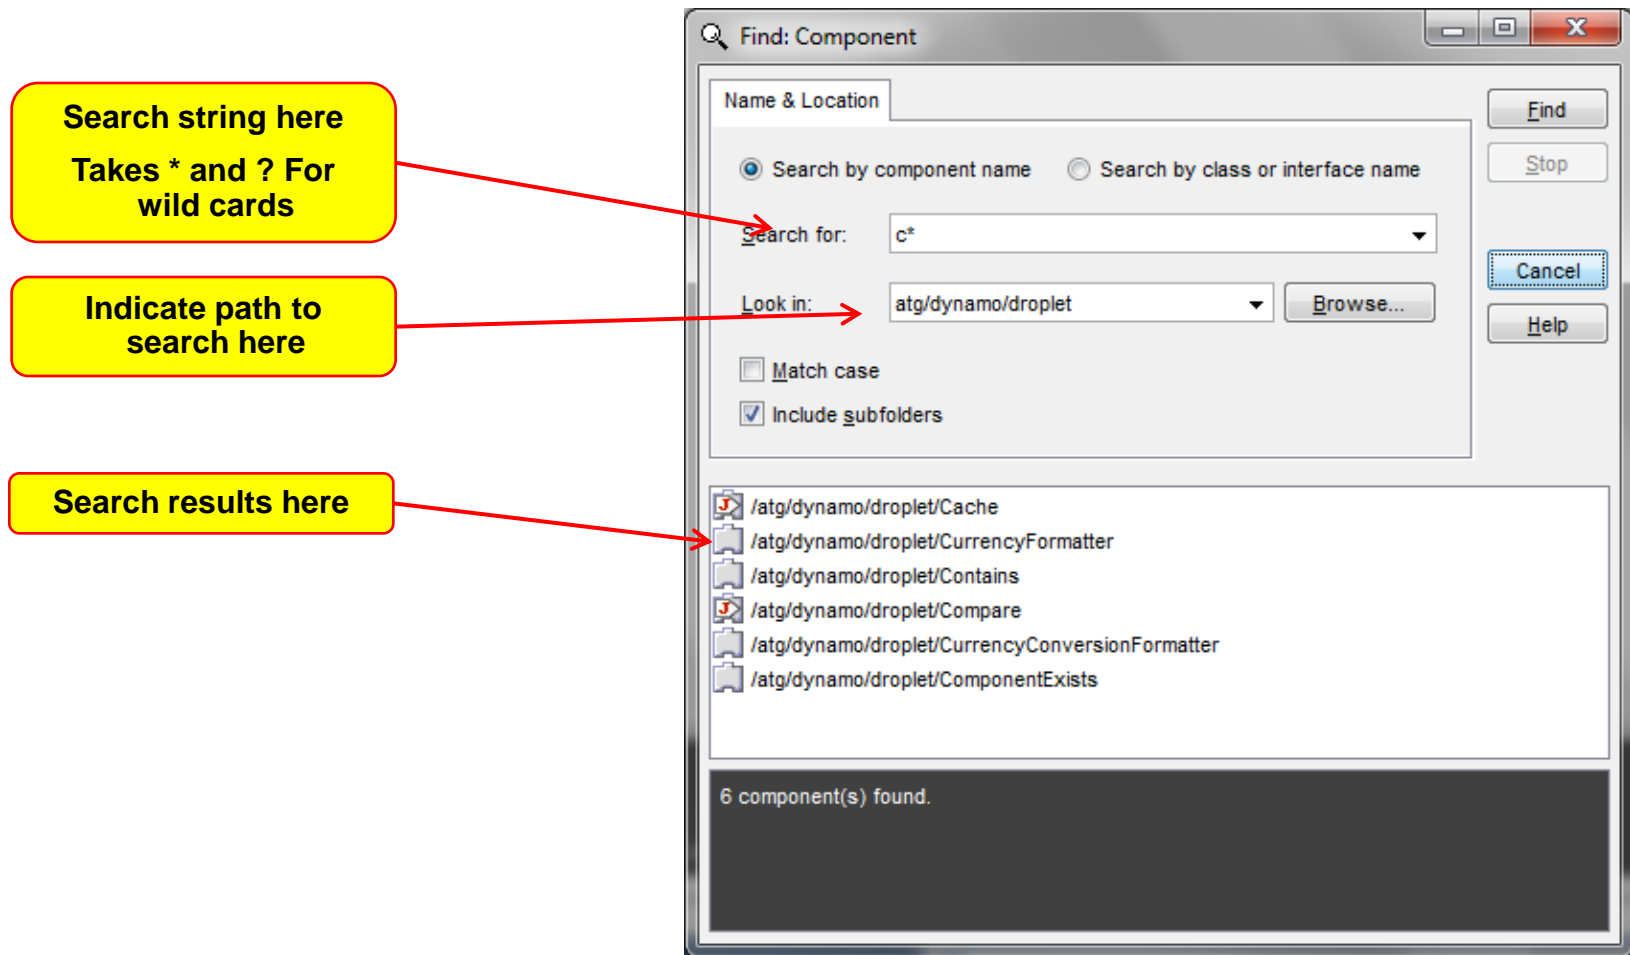 Search string here
Takes * and ? For
wild cards
Indicate path to
search here
Search results here
Find: Component
Name & Location
Search by component name Search by class or interface name
Search for: c*
Look in: atg/dynamo/droplet Browse...
Match case
Include subfolders
Find
Stop
Cancel
Help
/atg/dynamo/droplet/Cache
/atg/dynamo/droplet/CurrencyFormatter
/atg/dynamo/droplet/Contains
/atg/dynamo/droplet/Compare
/atg/dynamo/droplet/CurrencyConversionFormatter
/atg/dynamo/droplet/ComponentExists
6 component(s) found.